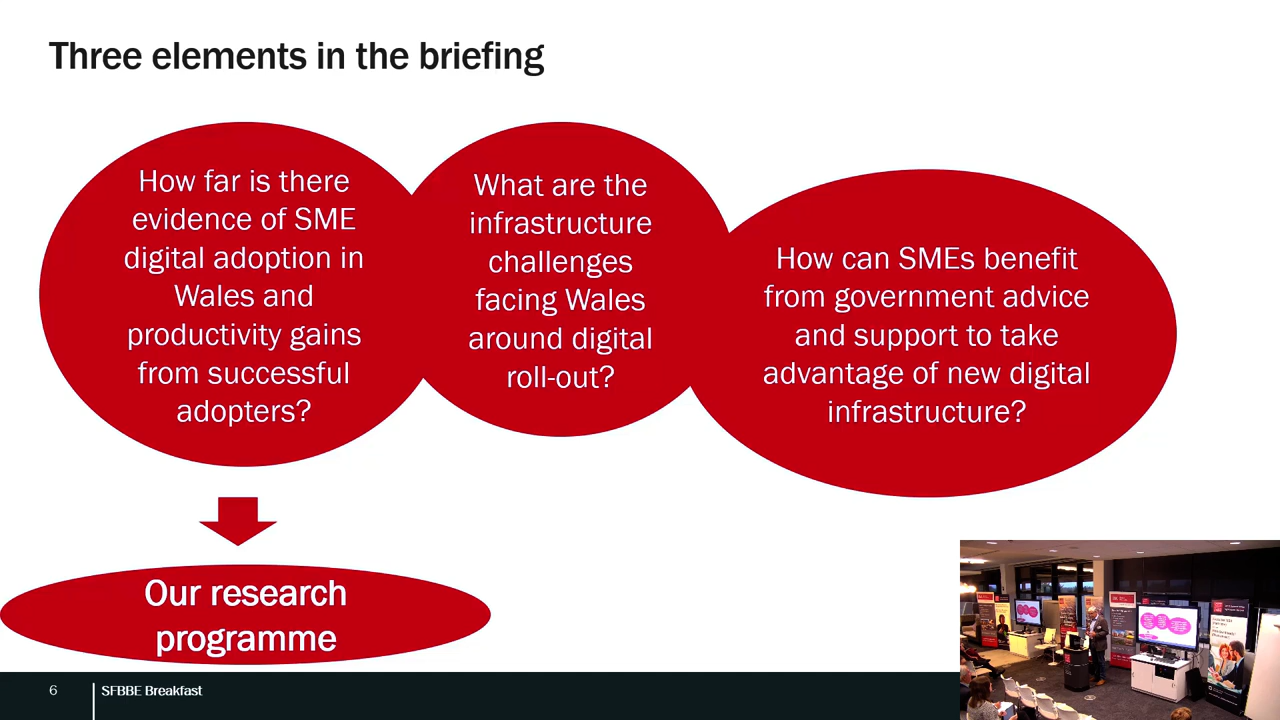 Three elements in the briefing
How far is there
evidence of SME
digital adoption in
Wales and
productivity gains
from successful
adopters?
What are the
infrastructure
challenges
facing Wales
around digital
roll-out?
How can SMEs benefit
from government advice
and support to take
advantage of new digital
infrastructure?
Our research
programme
6
SFBBE Breakfast